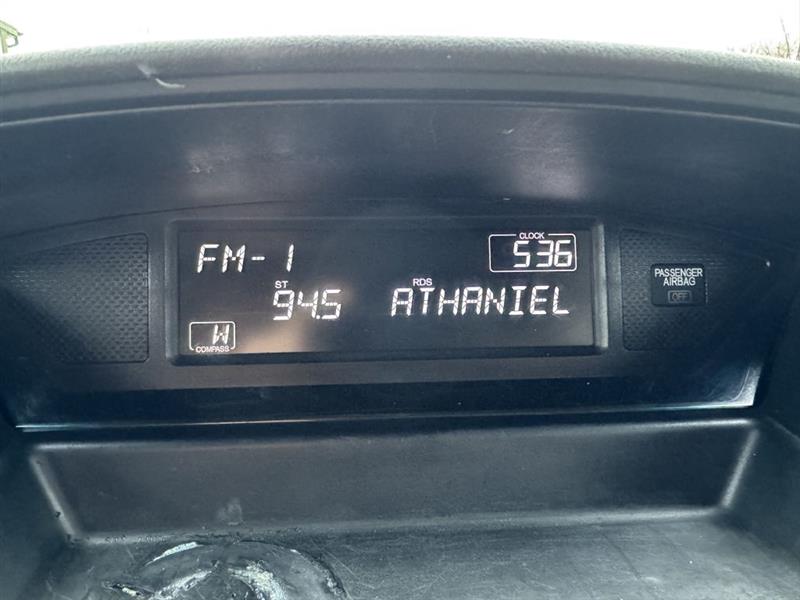 CLOCK
FM-1 536
ST RDS
94.5 ATHANIEL
W
COMPASS
PASSENGER
AIRBAG
OFF